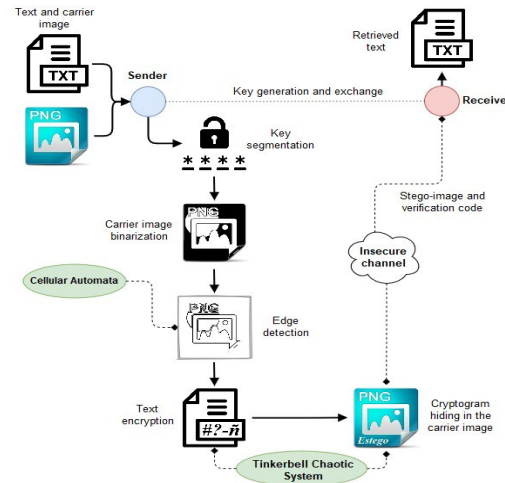 Text and carrier
image
TXT
PNG
Sender
Key generation and exchange
Retrieved
text
TXT
Receive
Key
segmentation
* * * *
Carrier image
binarization
PNG
Stego-image and
verification code
Insecure
channel
Cellular Automata
PNG
Edge
detection
Text
encryption
#?-ñ
PNG
Estego
Cryptogram
hiding in the
carrier image
Tinkerbell Chaotic
System